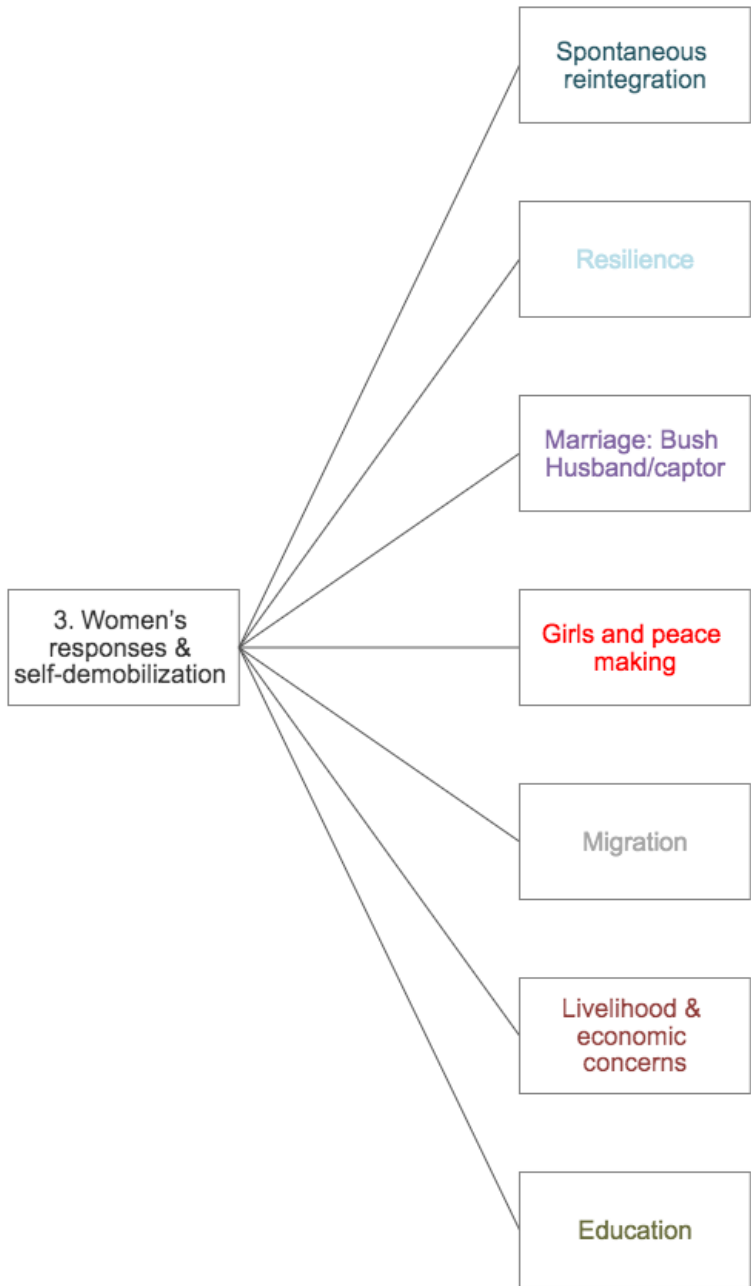 Spontaneous
reintegration
Resilience
Marriage: Bush
Husband/captor
3. Women’s
responses &
self-demobilization
Girls and peace
making
Migration
Livelihood &
economic
concerns
Education